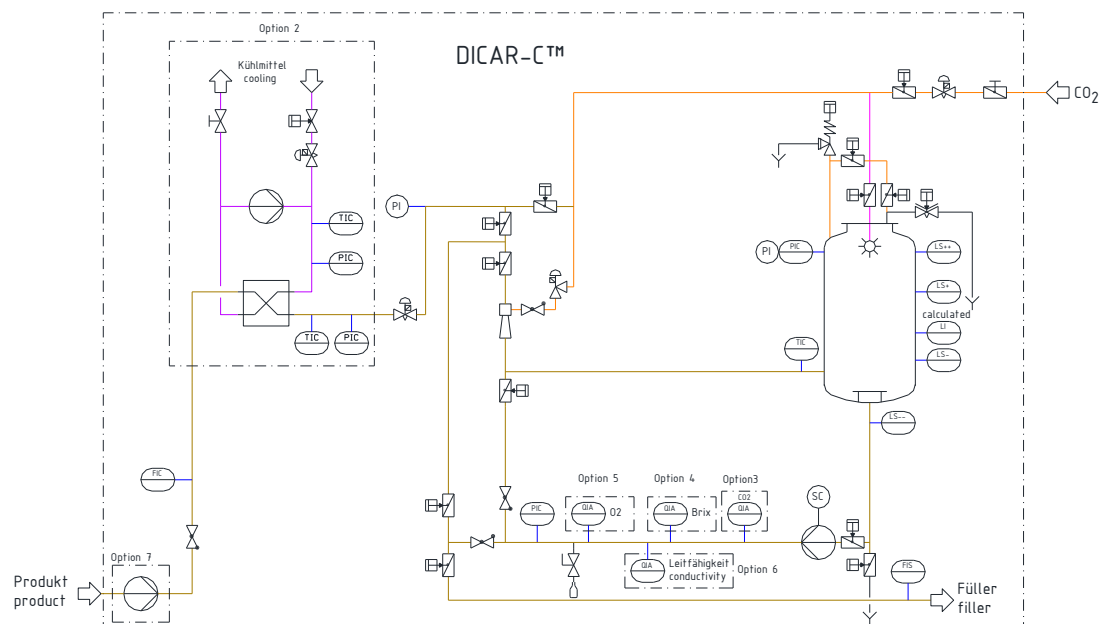 Option 2
DICAR-C™
Kühlmittel
cooling
CO2
PI
TIC
PIC
PI
PIC
LS++
LS+
calculated
LI
LS-
TIC
PIC
TIC
LS--
FIC
Option 5
Option 4
Option3
SC
PIC
QIA
O2
QIA
Brix
CO2
QIA
Option 7
QIA
Leitfähigkeit
conductivity
Option 6
FIS
Produkt
product
Füller
filler